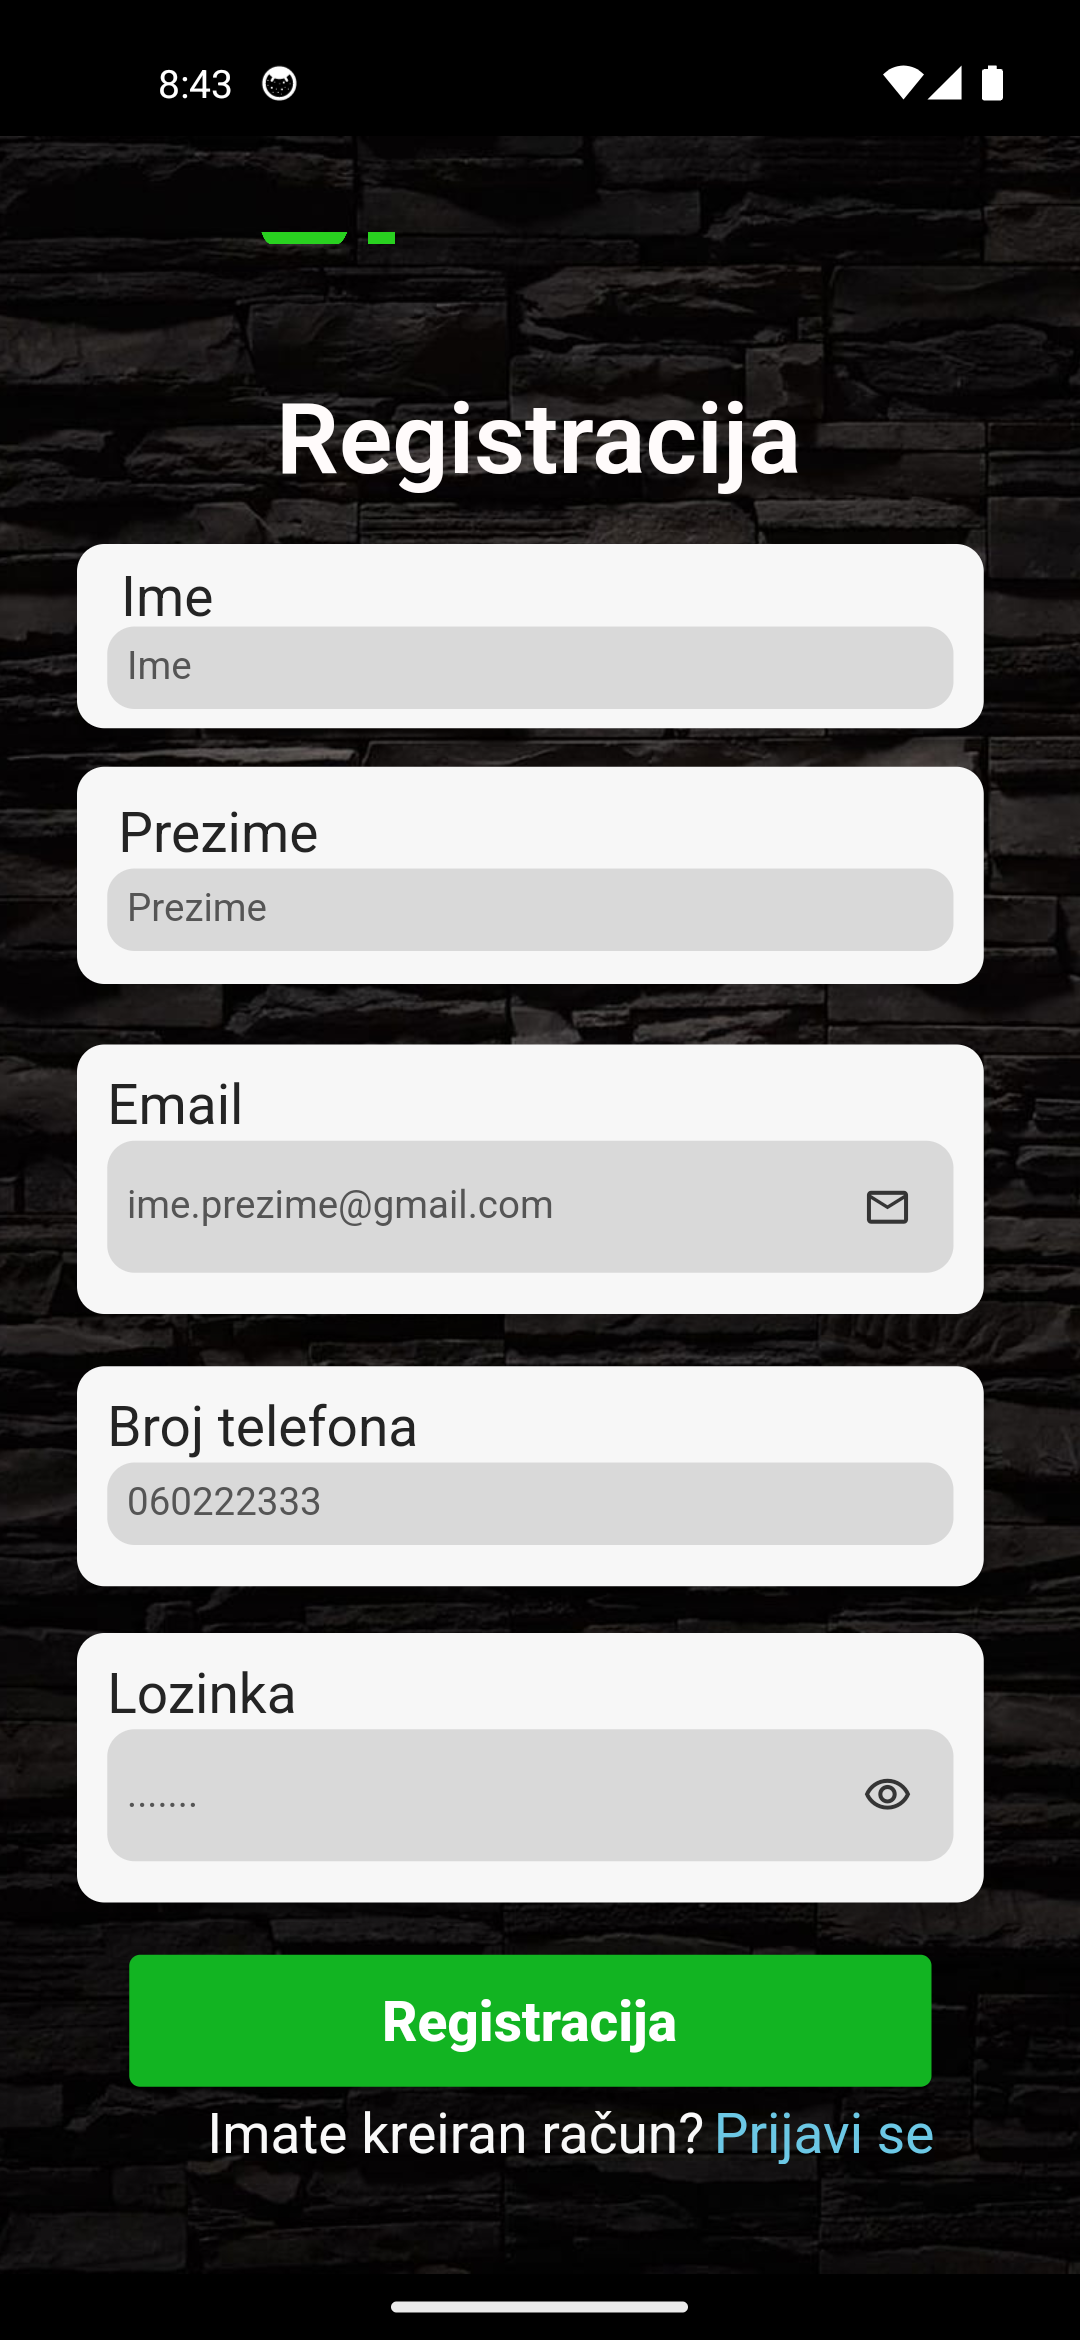 8:43
Registracija
Ime
Ime
Prezime
Prezime
Email
ime.prezime@gmail.com
Broj telefona
060222333
Lozinka
.......
Registracija
Imate kreiran račun? Prijavi se